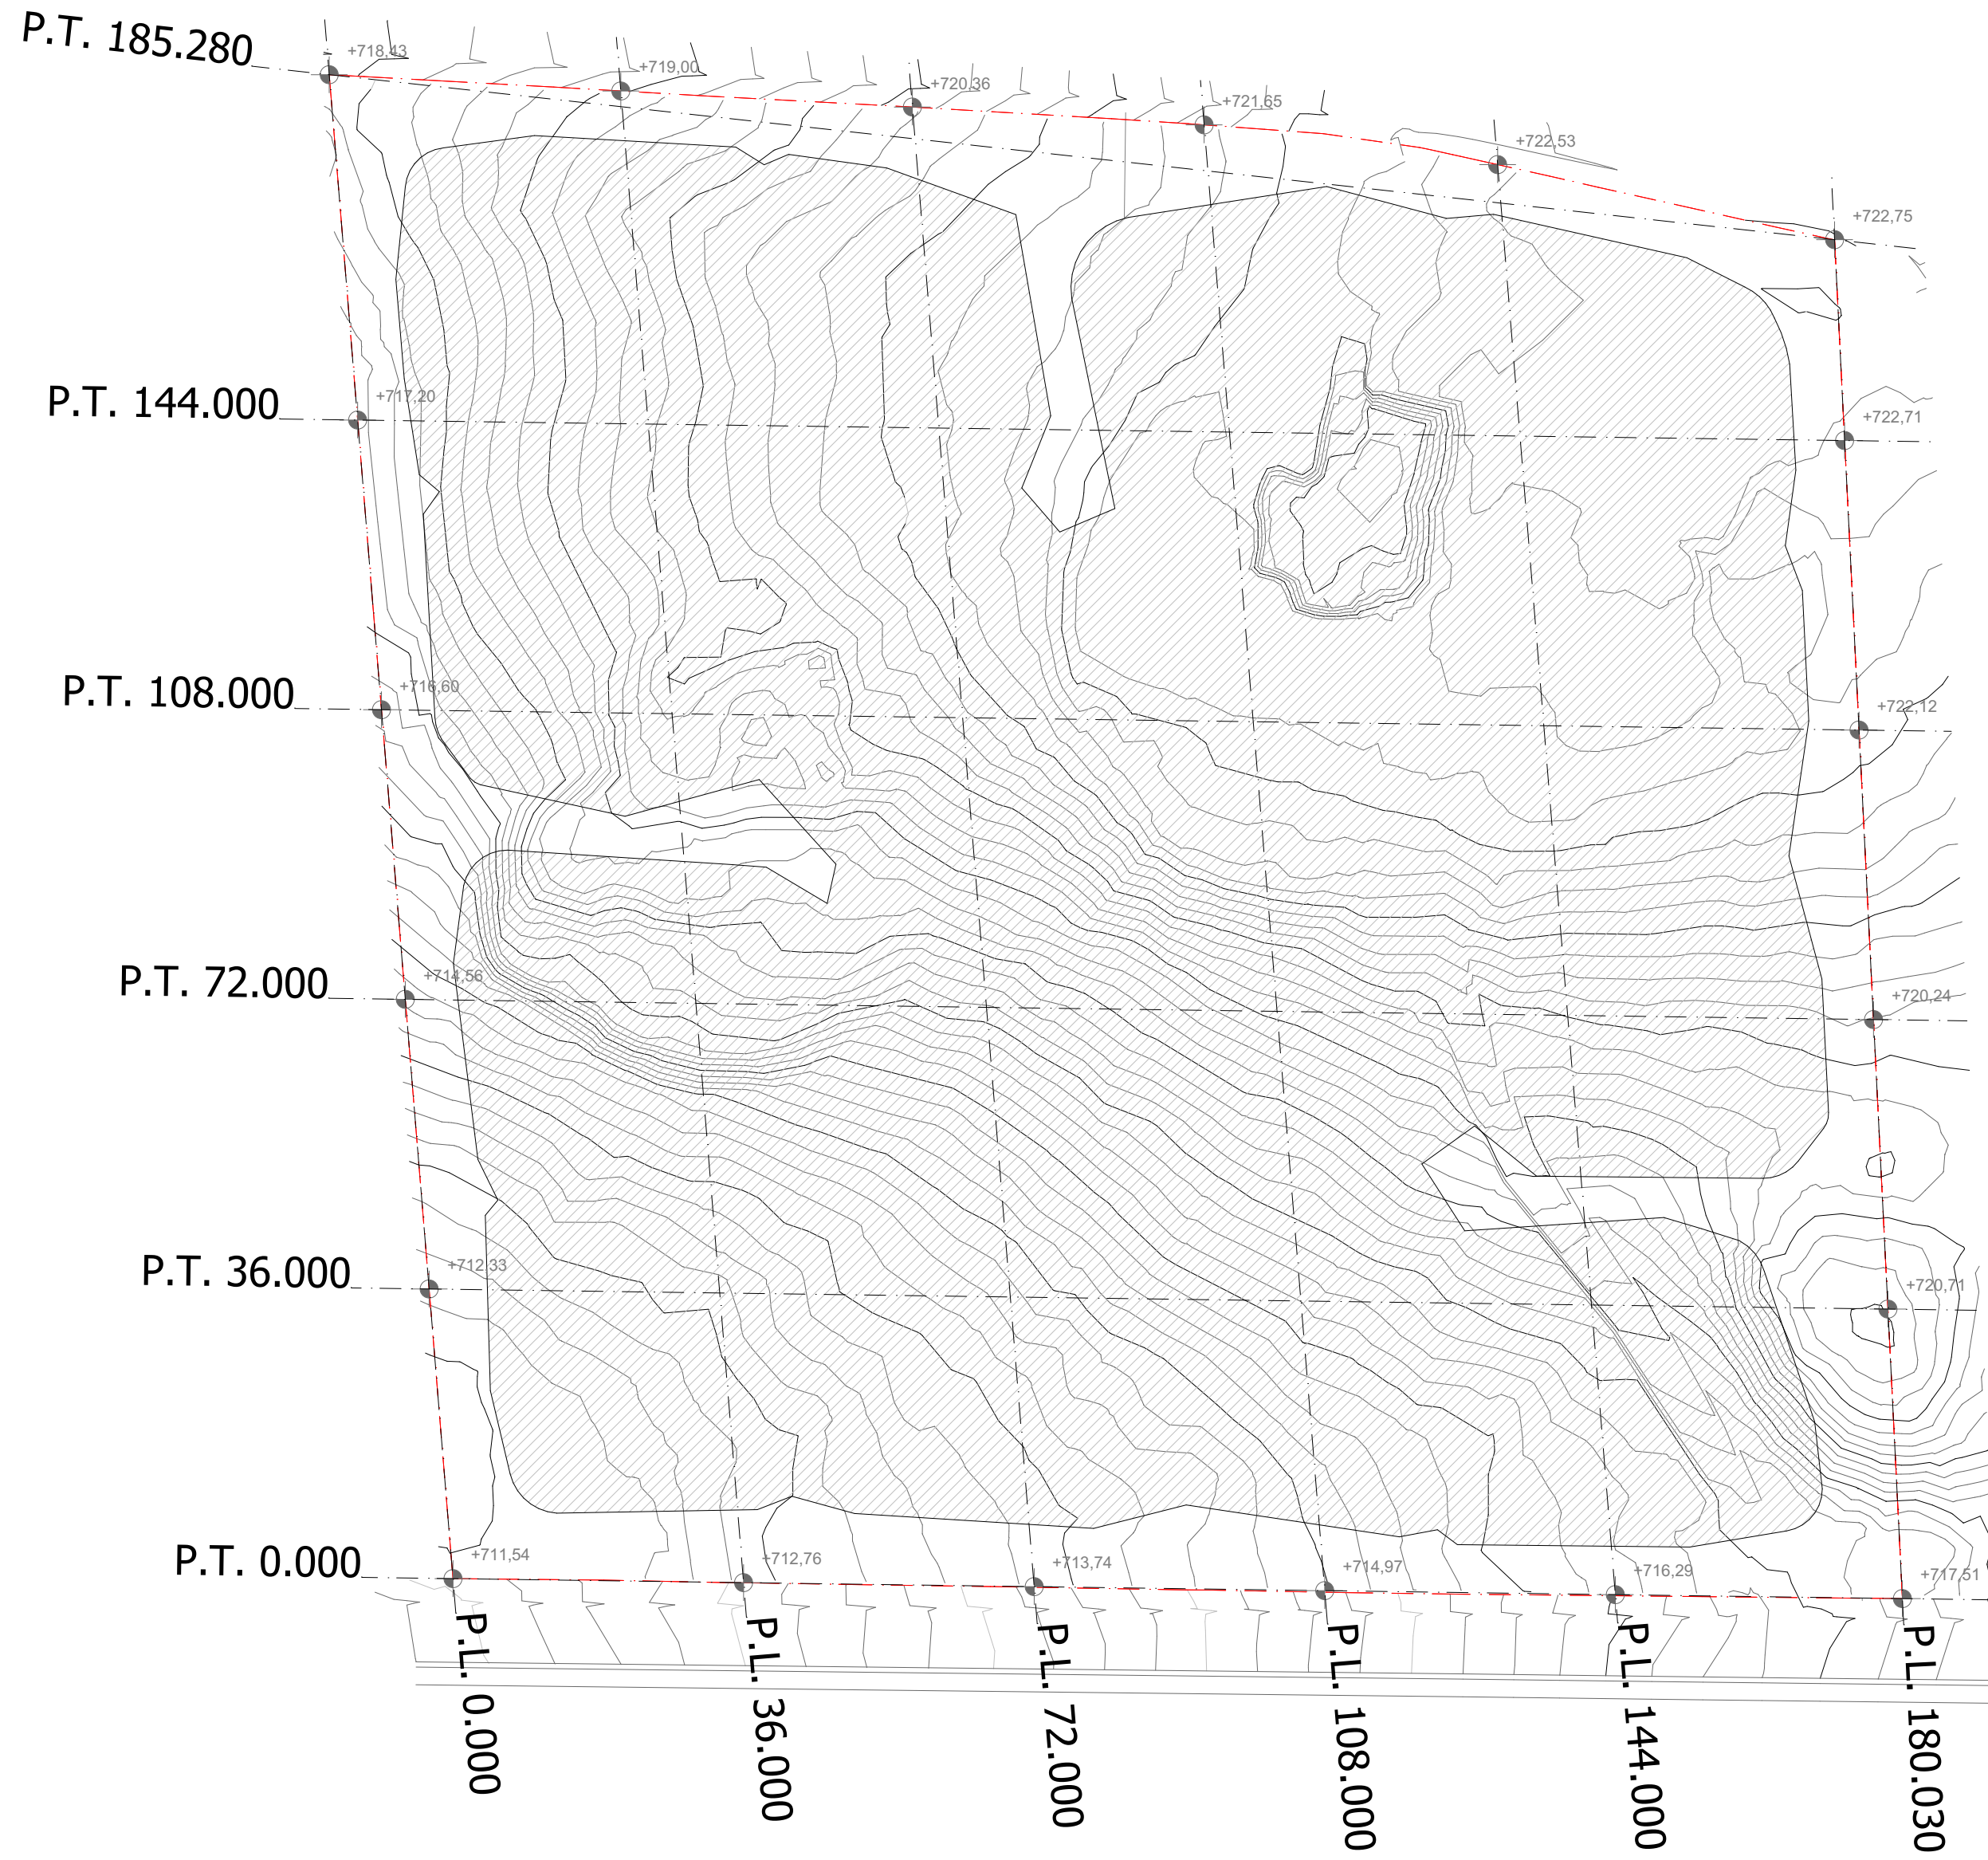 P.T. 185.280
+718,43
+719,00
+720,36
+721,65
+722,53
+722,75
P.T. 144.000
+717,20
+722,71
P.T. 108.000
+716,60
+722,12
P.T. 72.000
+714,56
+720,24
P.T. 36.000
+712,33
+720,71
P.T. 0.000
+711,54
+712,76
+713,74
+714,97
+716,29
+717,51
P.L. 0.000
P.L. 36.000
P.L. 72.000
P.L. 108.000
P.L. 144.000
P.L. 180.030